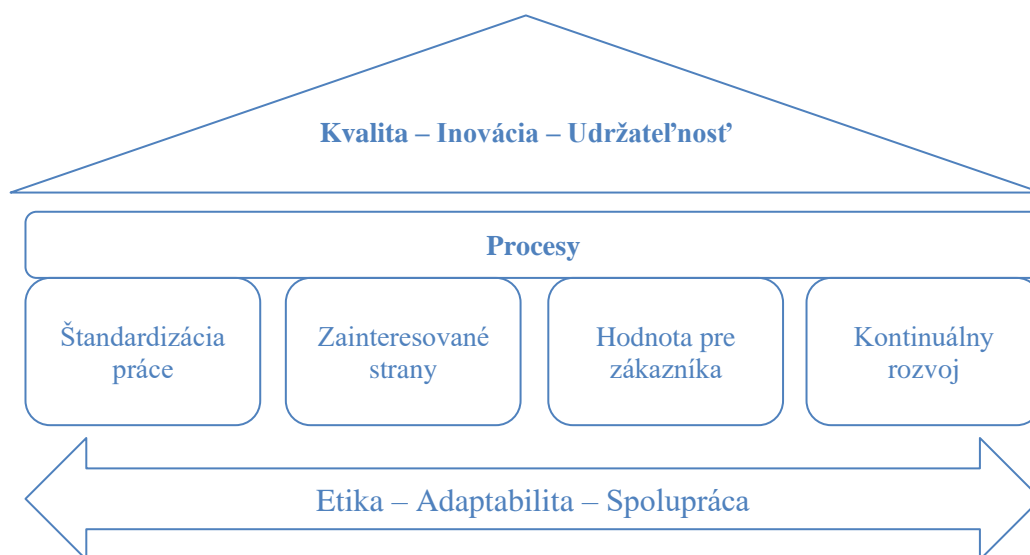 Kvalita – Inovácia – Udržateľnosť
Procesy
Štandardizácia
práce
Zainteresované
strany
Hodnota pre
zákazníka
Kontinuálny
rozvoj
Etika – Adaptabilita – Spolupráca